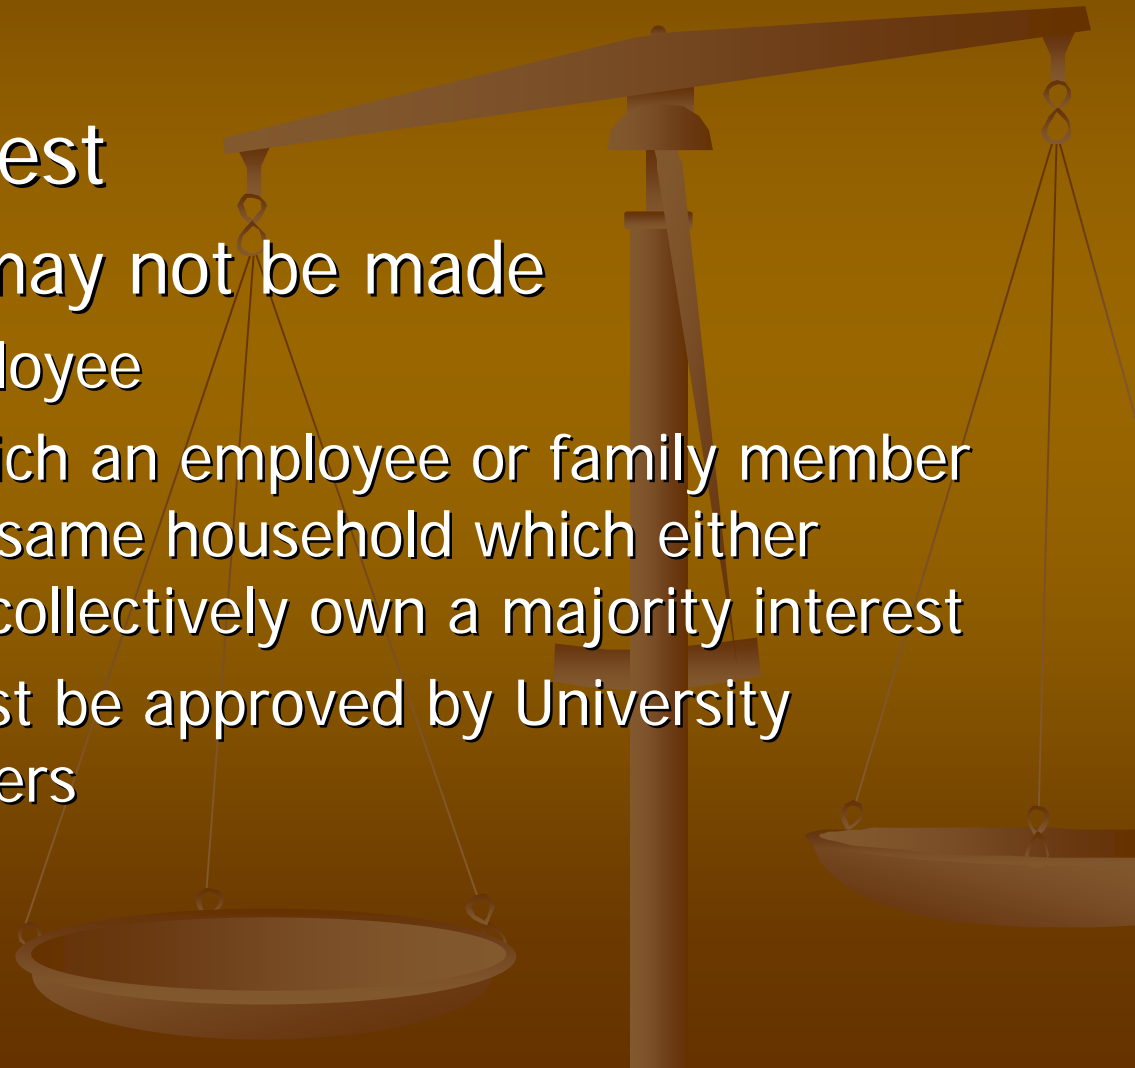 est
may not be made
loyee
ich an employee or family member
same household which either
collectively own a majority interest
st be approved by University
ers